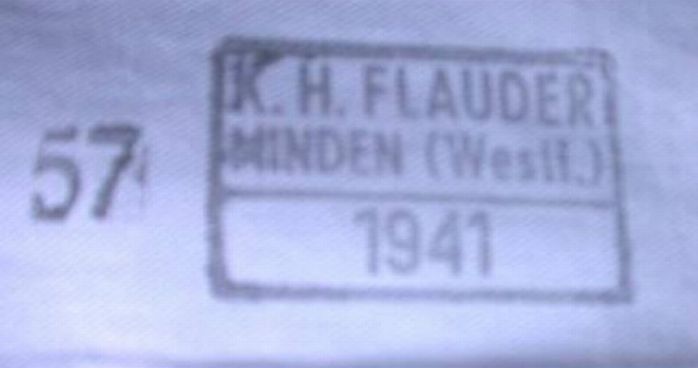 57
K. H. FLAUDER
MINDEN (Westf.)
1941